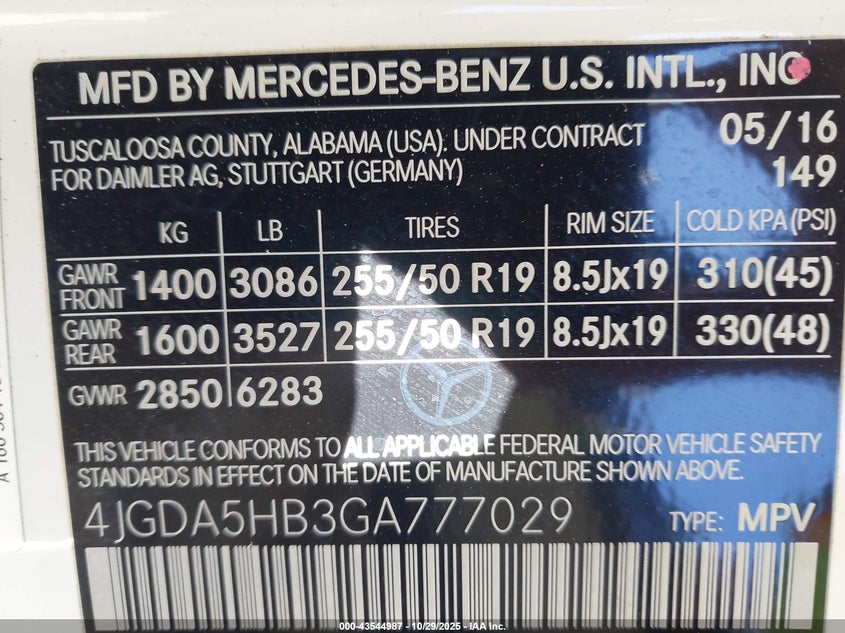 MFD BY MERCEDES-BENZ U.S. INTL., INC
TUSCALOOSA COUNTY, ALABAMA (USA). UNDER CONTRACT 05/16
FOR DAIMLER AG, STUTTGART (GERMANY) 149
KG LB TIRES RIM SIZE COLD KPA (PSI)
GAWR FRONT 1400 3086 255/50 R19 8.5Jx19 310(45)
GAWR REAR 1600 3527 255/50 R19 8.5Jx19 330(48)
GVWR 2850 6283
THIS VEHICLE CONFORMS TO ALL APPLICABLE FEDERAL MOTOR VEHICLE SAFETY
STANDARDS IN EFFECT ON THE DATE OF MANUFACTURE SHOWN ABOVE.
4JGDA5HB3GA777029 TYPE: MPV
000-43544987 - 10/29/2025 - IAA Inc.